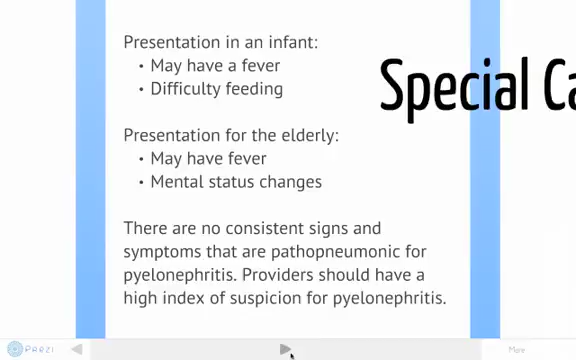 Presentation in an infant:
• May have a fever
• Difficulty feeding
Special Ca
Presentation for the elderly:
• May have fever
• Mental status changes
There are no consistent signs and
symptoms that are pathopneumonic for
pyelonephritis. Providers should have a
high index of suspicion for pyelonephritis.
PREZI
More